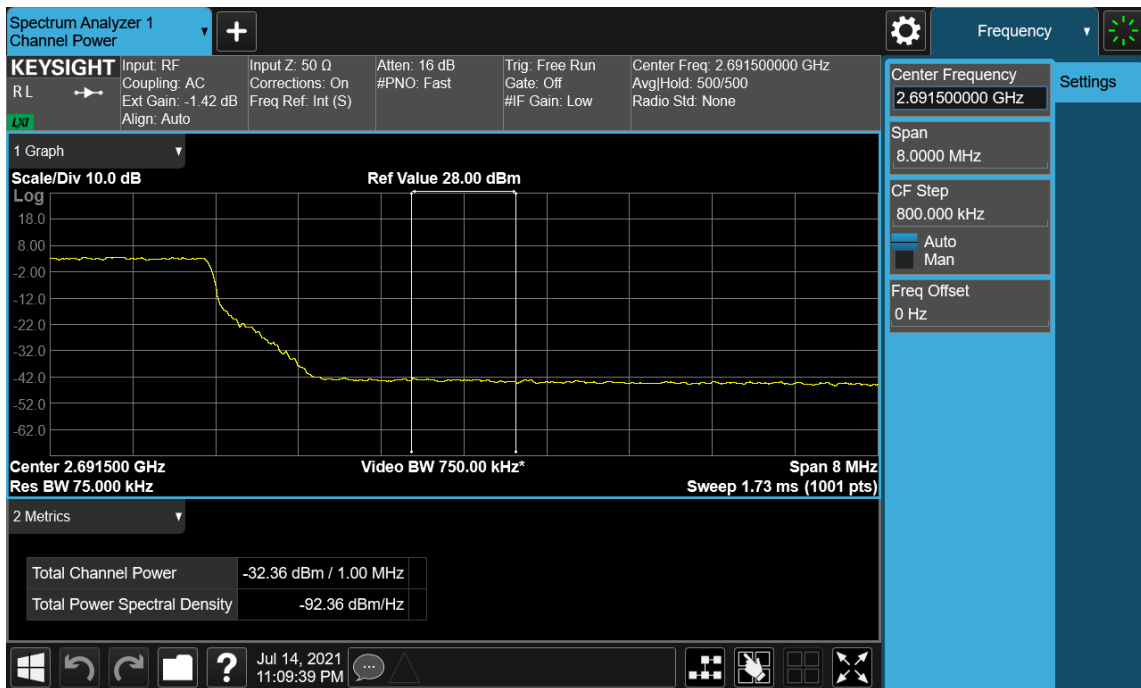 Spectrum Analyzer 1
Channel Power
Frequency
KEYSIGHT
R L
LXI
Input: RF
Coupling: AC
Ext Gain: -1.42 dB
Align: Auto
Input Z: 50 Ω
Corrections: On
Freq Ref: Int (S)
Atten: 16 dB
#PNO: Fast
Trig: Free Run
Gate: Off
#IF Gain: Low
Center Freq: 2.691500000 GHz
Avg|Hold: 500/500
Radio Std: None
Center Frequency
2.691500000 GHz
Settings
Span
8.0000 MHz
CF Step
800.000 kHz
Auto
Man
Freq Offset
0 Hz
1 Graph
Scale/Div 10.0 dB
Ref Value 28.00 dBm
Log
18.0
8.00
-2.00
-12.0
-22.0
-32.0
-42.0
-52.0
-62.0
Center 2.691500 GHz
Video BW 750.00 kHz*
Span 8 MHz
Res BW 75.000 kHz
Sweep 1.73 ms (1001 pts)
2 Metrics
Total Channel Power -32.36 dBm / 1.00 MHz
Total Power Spectral Density -92.36 dBm/Hz
Jul 14, 2021
11:09:39 PM